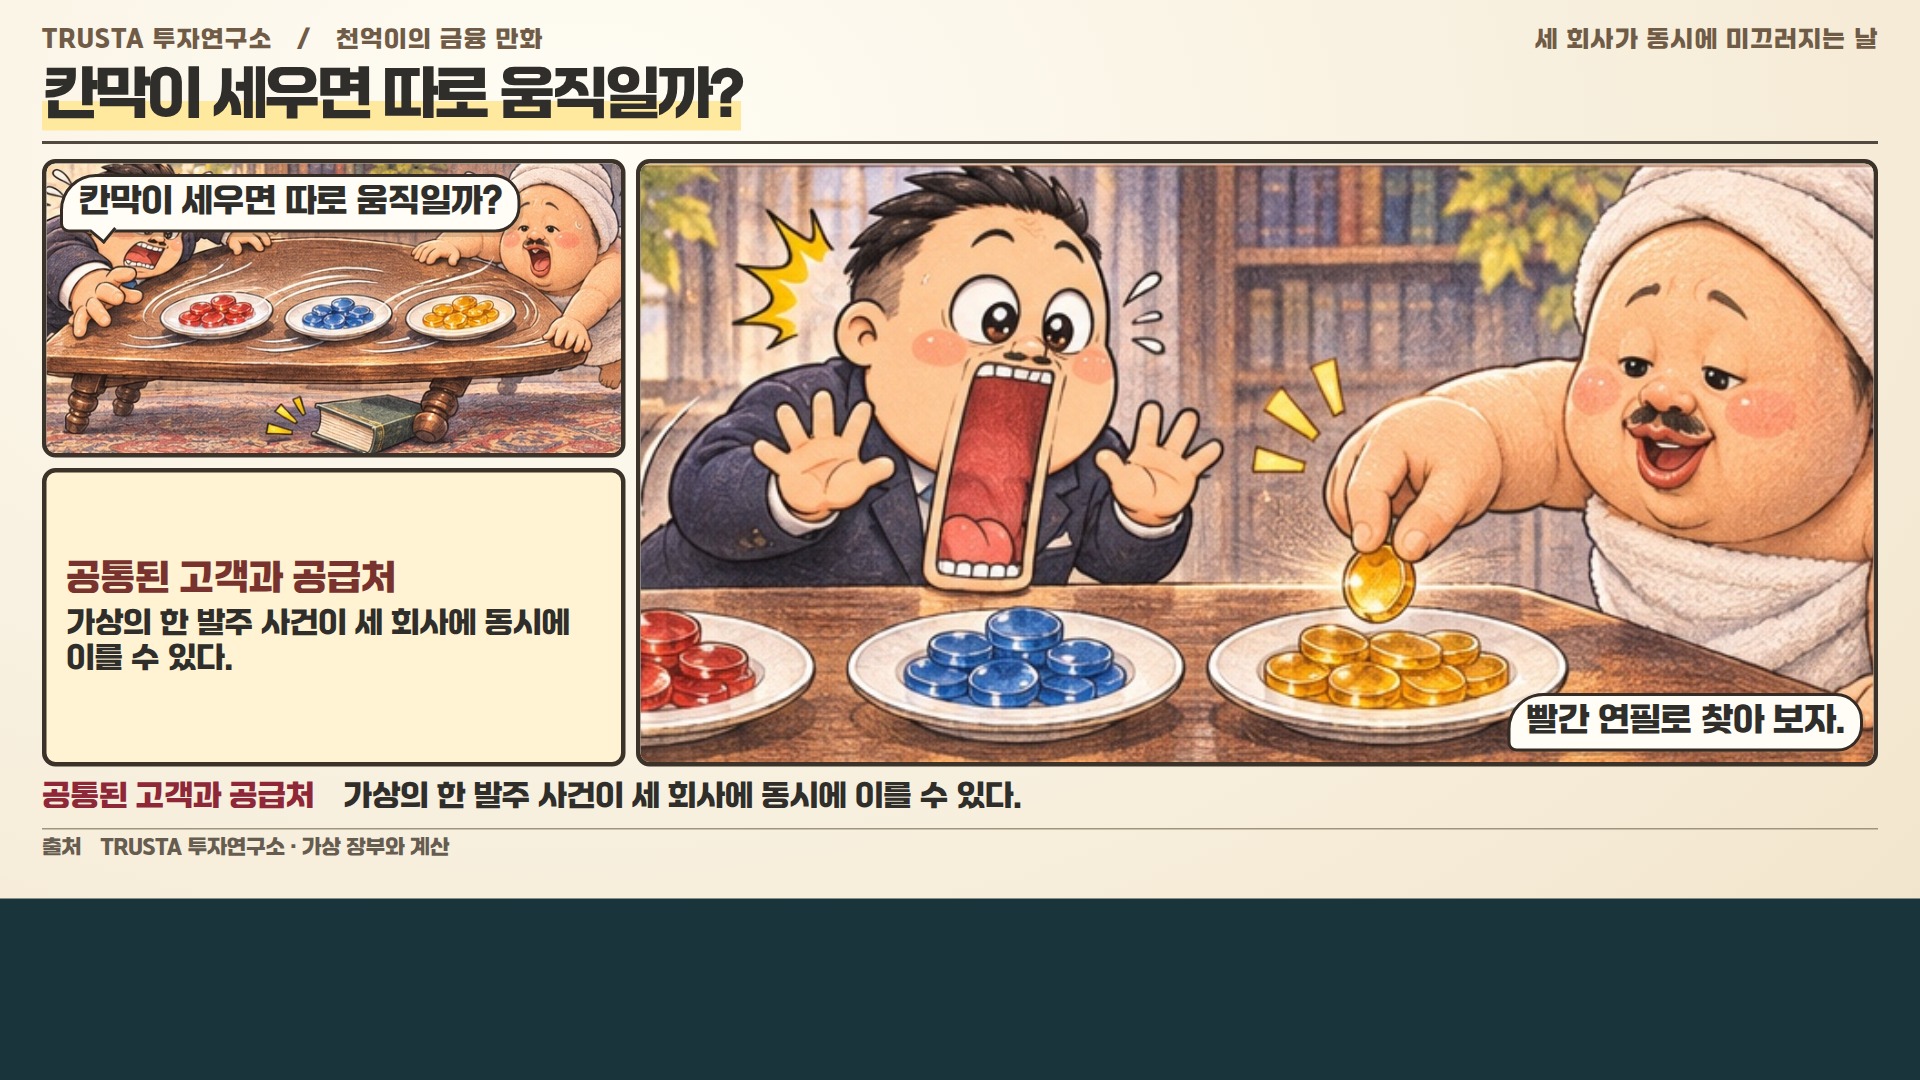 TRUSTA 투자연구소 / 천억이의 금융 만화
세 회사가 동시에 미끄러지는 날
칸막이 세우면 따로 움직일까?
칸막이 세우면 따로 움직일까?
공통된 고객과 공급처
가상의 한 발주 사건이 세 회사에 동시에
이를 수 있다.
빨간 연필로 찾아 보자.
공통된 고객과 공급처 가상의 한 발주 사건이 세 회사에 동시에 이를 수 있다.
출처 TRUSTA 투자연구소 · 가상 장부와 계산